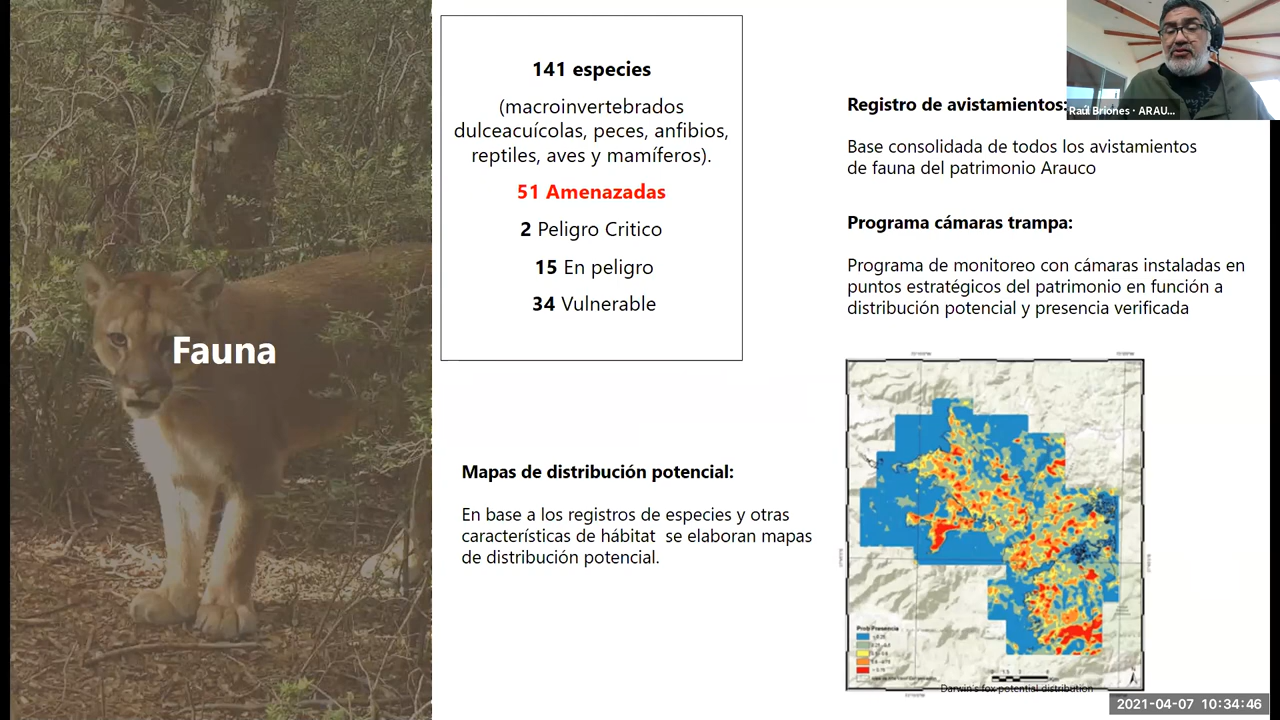 Fauna
141 especies
(macroinvertebrados
dulceacuícolas, peces, anfibios,
reptiles, aves y mamíferos).
51 Amenazadas
2 Peligro Critico
15 En peligro
34 Vulnerable
Mapas de distribución potencial:
En base a los registros de especies y otras
características de hábitat se elaboran mapas
de distribución potencial.
Registro de avistamientos:
Base consolidada de todos los avistamientos
de fauna del patrimonio Arauco
Programa cámaras trampa:
Programa de monitoreo con cámaras instaladas en
puntos estratégicos del patrimonio en función a
distribución potencial y presencia verificada
Raúl Briones · ARAU...
Prob Presencia
Darwin's fox potential distribution
2021-04-07 10:34:46